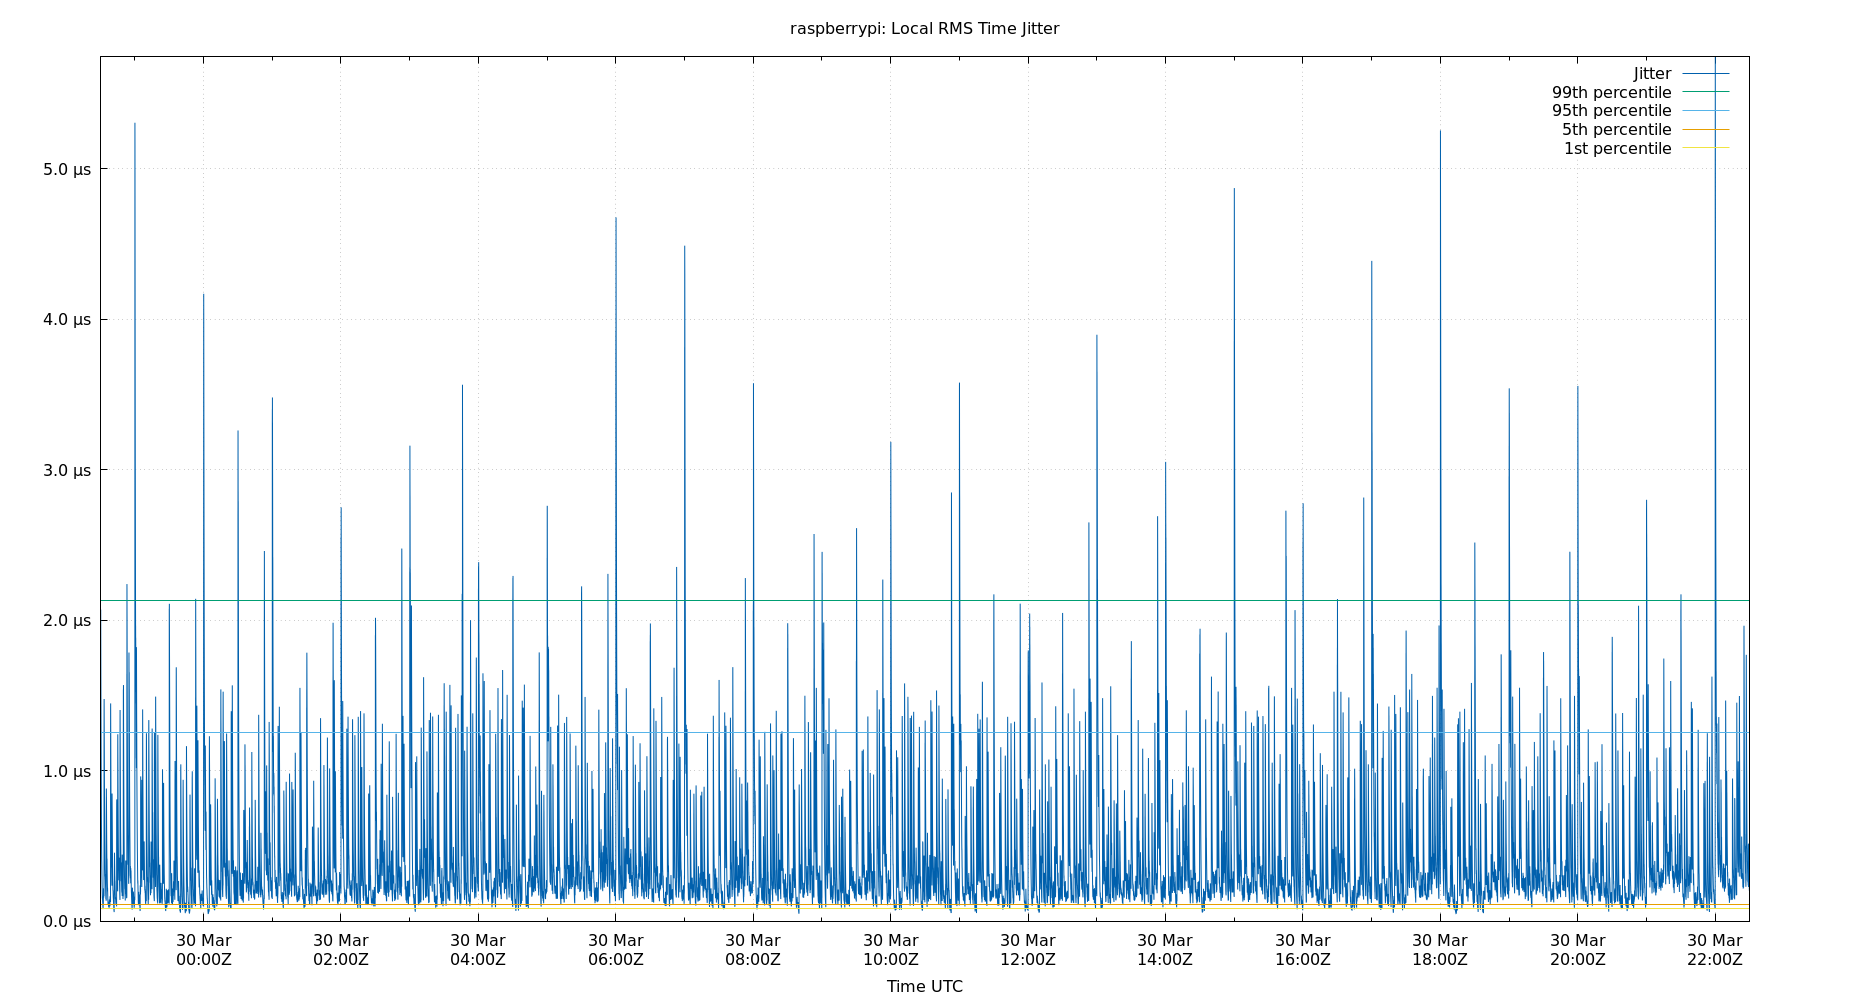 raspberrypi: Local RMS Time Jitter
Jitter
99th percentile
95th percentile
5th percentile
1st percentile
5.0 µs
4.0 µs
3.0 µs
2.0 µs
1.0 µs
0.0 µs
30 Mar 30 Mar 30 Mar 30 Mar 30 Mar 30 Mar 30 Mar 30 Mar 30 Mar 30 Mar 30 Mar 30 Mar
00:00Z 02:00Z 04:00Z 06:00Z 08:00Z 10:00Z 12:00Z 14:00Z 16:00Z 18:00Z 20:00Z 22:00Z
Time UTC